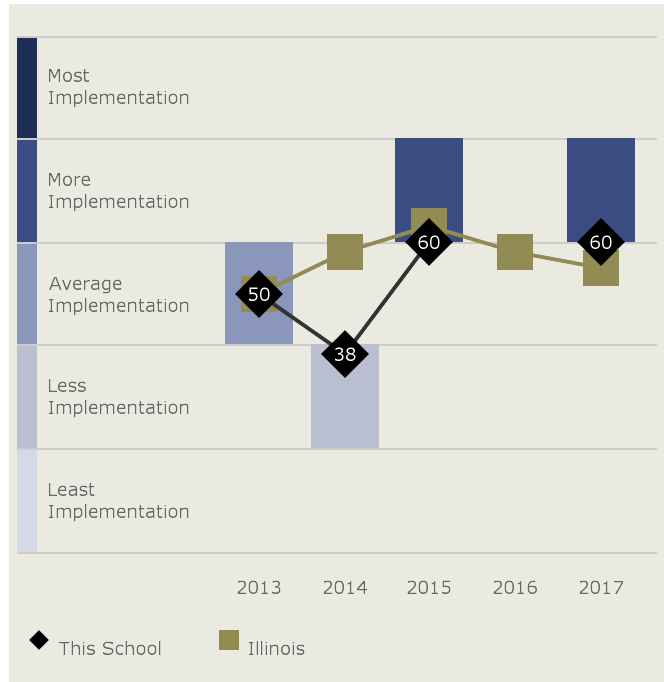 Most
Implementation
More
Implementation
60
60
Average
Implementation
50
38
Less
Implementation
Least
Implementation
2013 2014 2015 2016 2017
This School Illinois